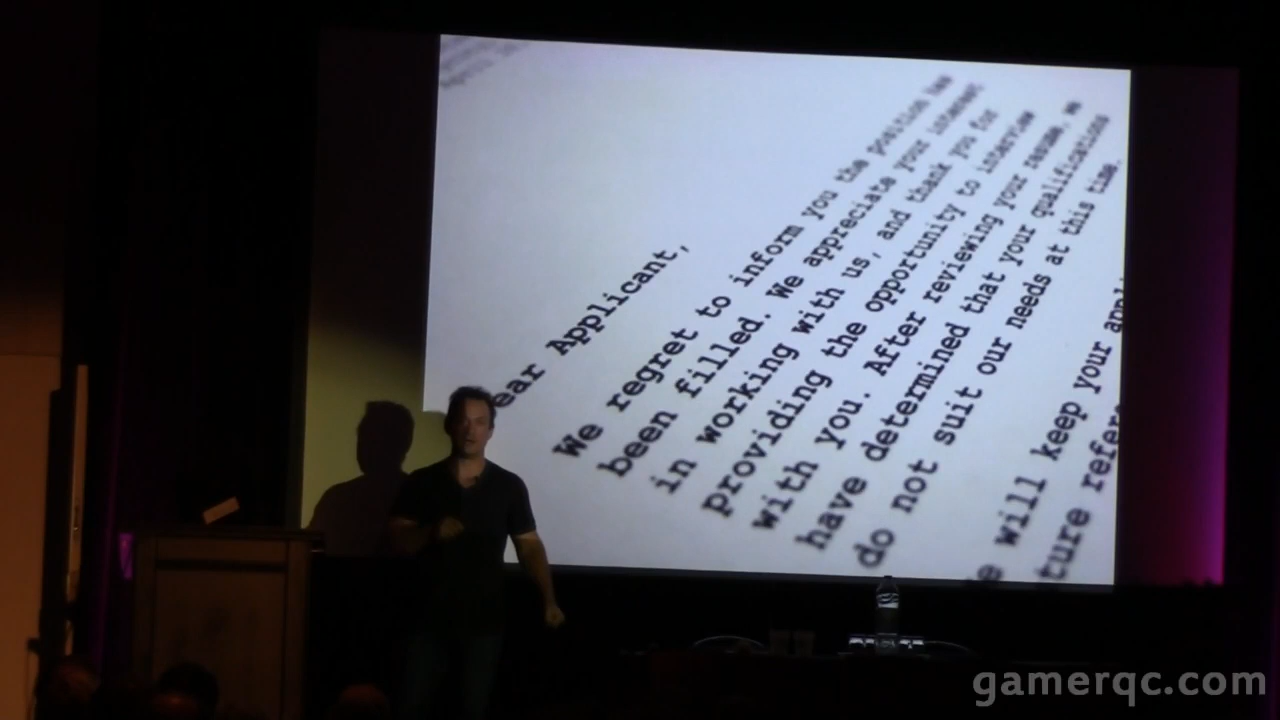 ear Applicant,
We regret to inform you the position has
been filled. We appreciate your interest
in working with us, and thank you for
providing the opportunity to interview
with you. After reviewing your resume, we
have determined that your qualifications
do not suit our needs at this time.
e will keep your appli
ture refere
gamerqc.com